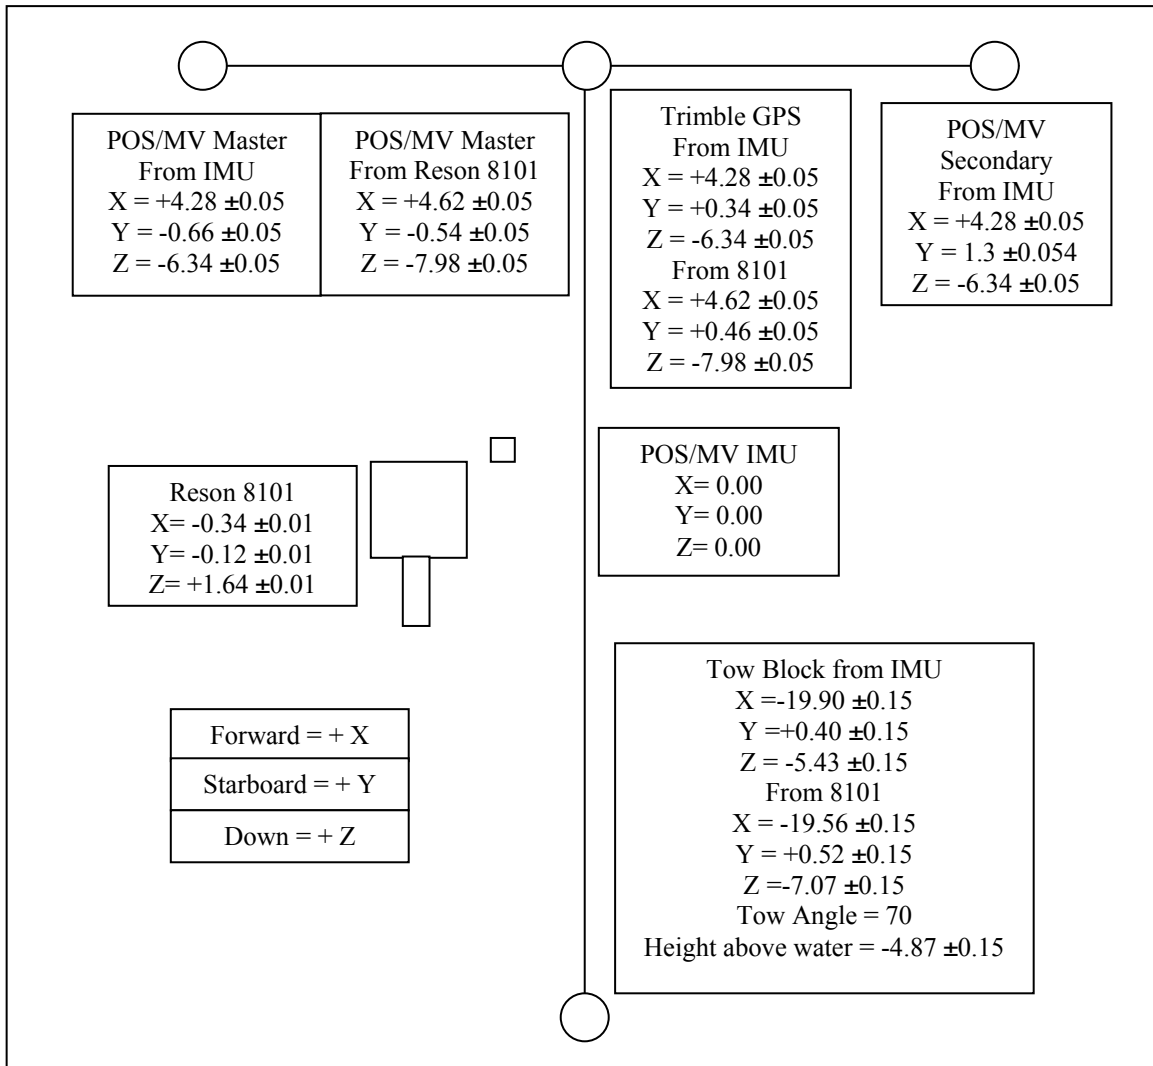 POS/MV Master
From IMU
X = +4.28 ±0.05
Y = -0.66 ±0.05
Z = -6.34 ±0.05
POS/MV Master
From Reson 8101
X = +4.62 ±0.05
Y = -0.54 ±0.05
Z = -7.98 ±0.05
Trimble GPS
From IMU
X = +4.28 ±0.05
Y = +0.34 ±0.05
Z = -6.34 ±0.05
From 8101
X = +4.62 ±0.05
Y = +0.46 ±0.05
Z = -7.98 ±0.05
POS/MV
Secondary
From IMU
X = +4.28 ±0.05
Y = 1.3 ±0.054
Z = -6.34 ±0.05
Reson 8101
X= -0.34 ±0.01
Y= -0.12 ±0.01
Z= +1.64 ±0.01
POS/MV IMU
X= 0.00
Y= 0.00
Z= 0.00
Forward = + X
Starboard = + Y
Down = + Z
Tow Block from IMU
X =-19.90 ±0.15
Y =+0.40 ±0.15
Z = -5.43 ±0.15
From 8101
X = -19.56 ±0.15
Y = +0.52 ±0.15
Z =-7.07 ±0.15
Tow Angle = 70
Height above water = -4.87 ±0.15